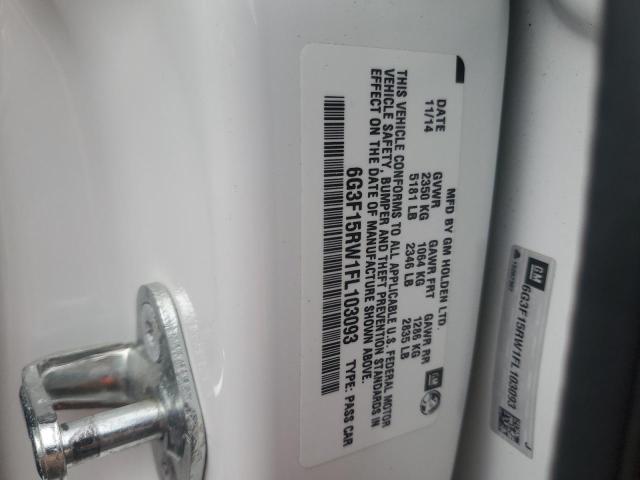 MFD BY GM HOLDEN LTD.
DATE GVWR GAWR FRT GAWR RR
11/14 2350 KG 1064 KG 1286 KG
5181 LB 2346 LB 2835 LB
THIS VEHICLE CONFORMS TO ALL APPLICABLE U.S. FEDERAL MOTOR
VEHICLE SAFETY, BUMPER AND THEFT PREVENTION STANDARDS IN
EFFECT ON THE DATE OF MANUFACTURE SHOWN ABOVE.
6G3F15RW1FL103093 TYPE: PASS CAR
GM
GM
6G3F15RW1FL103093
J